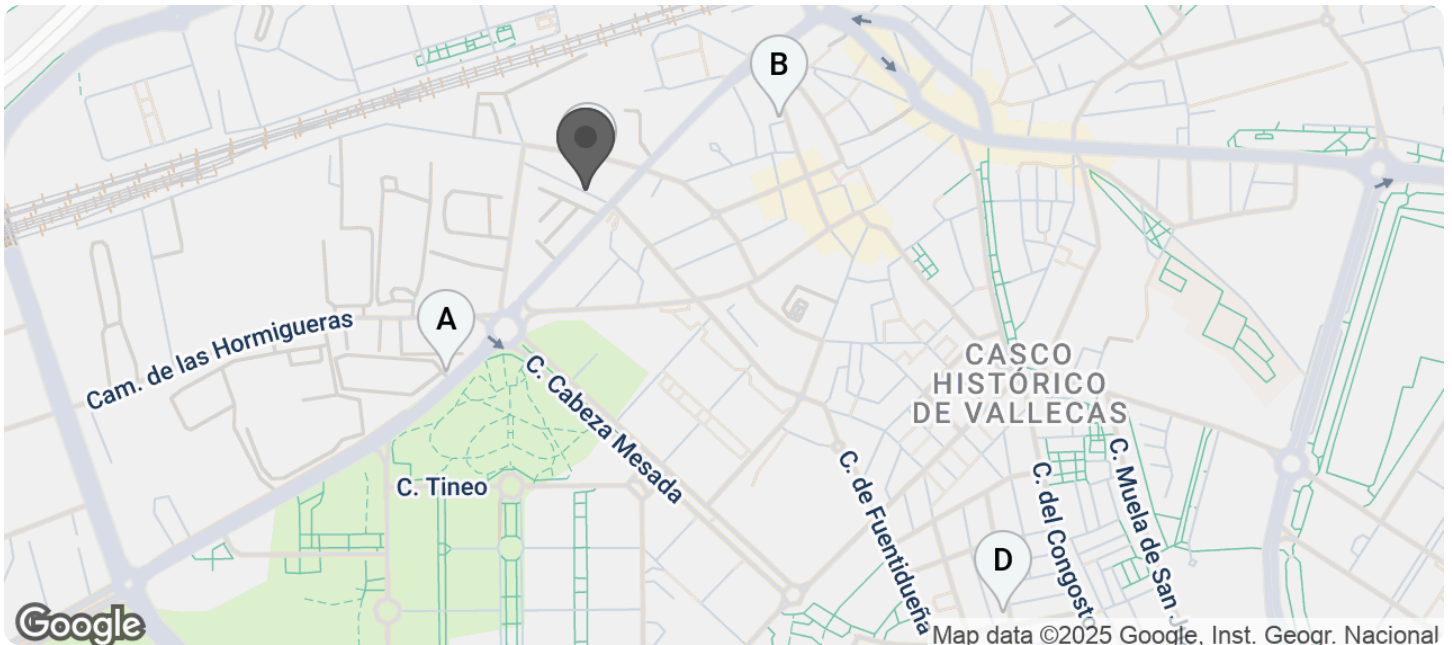 B
A
Cam. de las Hormigueras
C. Cabeza Mesada
CASCO
HISTÓRICO
DE VALLECAS
C. Tineo
C. de Fuentidueña
C. del Congosto
C. Muela de San J
D
Google
Map data ©2025 Google, Inst. Geogr. Nacional